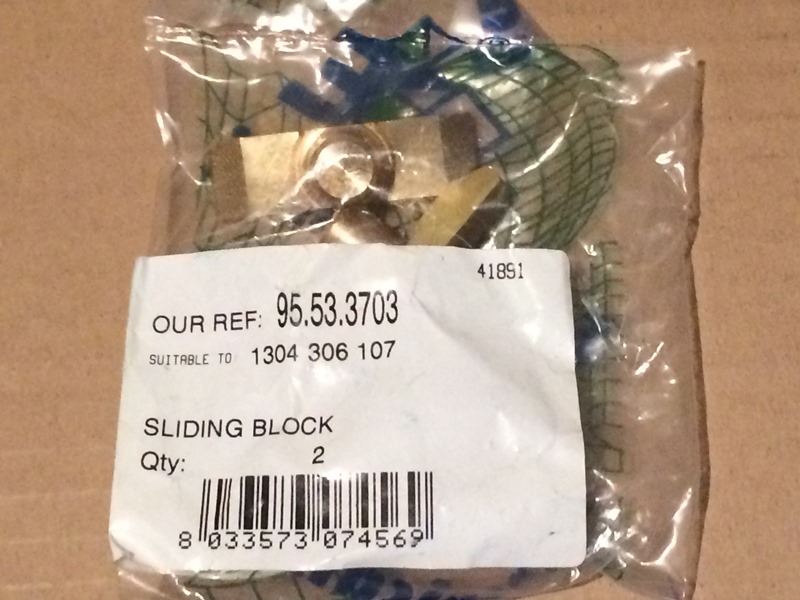 41891
OUR REF: 95.53.3703
SUITABLE TO 1304 306 107
SLIDING BLOCK
Qty: 2
8 033573 074569